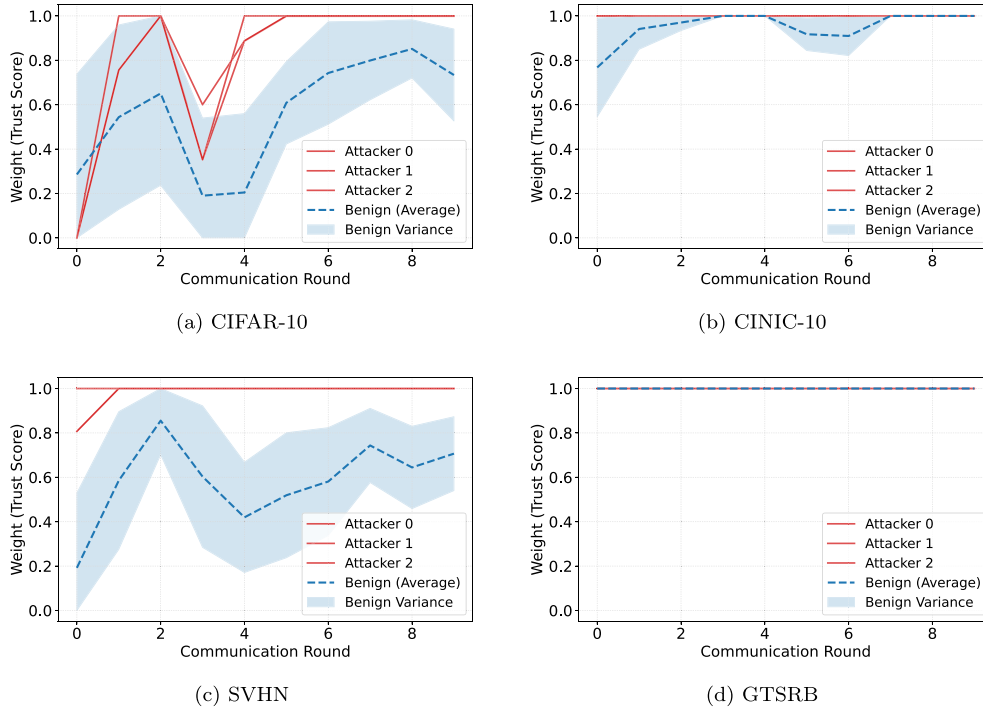 1.0
0.8
0.6
0.4
0.2
0.0
Weight (Trust Score)
0 2 4 6 8
Communication Round
Attacker 0
Attacker 1
Attacker 2
Benign (Average)
Benign Variance
(a) CIFAR-10
1.0
0.8
0.6
0.4
0.2
0.0
Weight (Trust Score)
0 2 4 6 8
Communication Round
Attacker 0
Attacker 1
Attacker 2
Benign (Average)
Benign Variance
(b) CINIC-10
1.0
0.8
0.6
0.4
0.2
0.0
Weight (Trust Score)
0 2 4 6 8
Communication Round
Attacker 0
Attacker 1
Attacker 2
Benign (Average)
Benign Variance
(c) SVHN
1.0
0.8
0.6
0.4
0.2
0.0
Weight (Trust Score)
0 2 4 6 8
Communication Round
Attacker 0
Attacker 1
Attacker 2
Benign (Average)
Benign Variance
(d) GTSRB